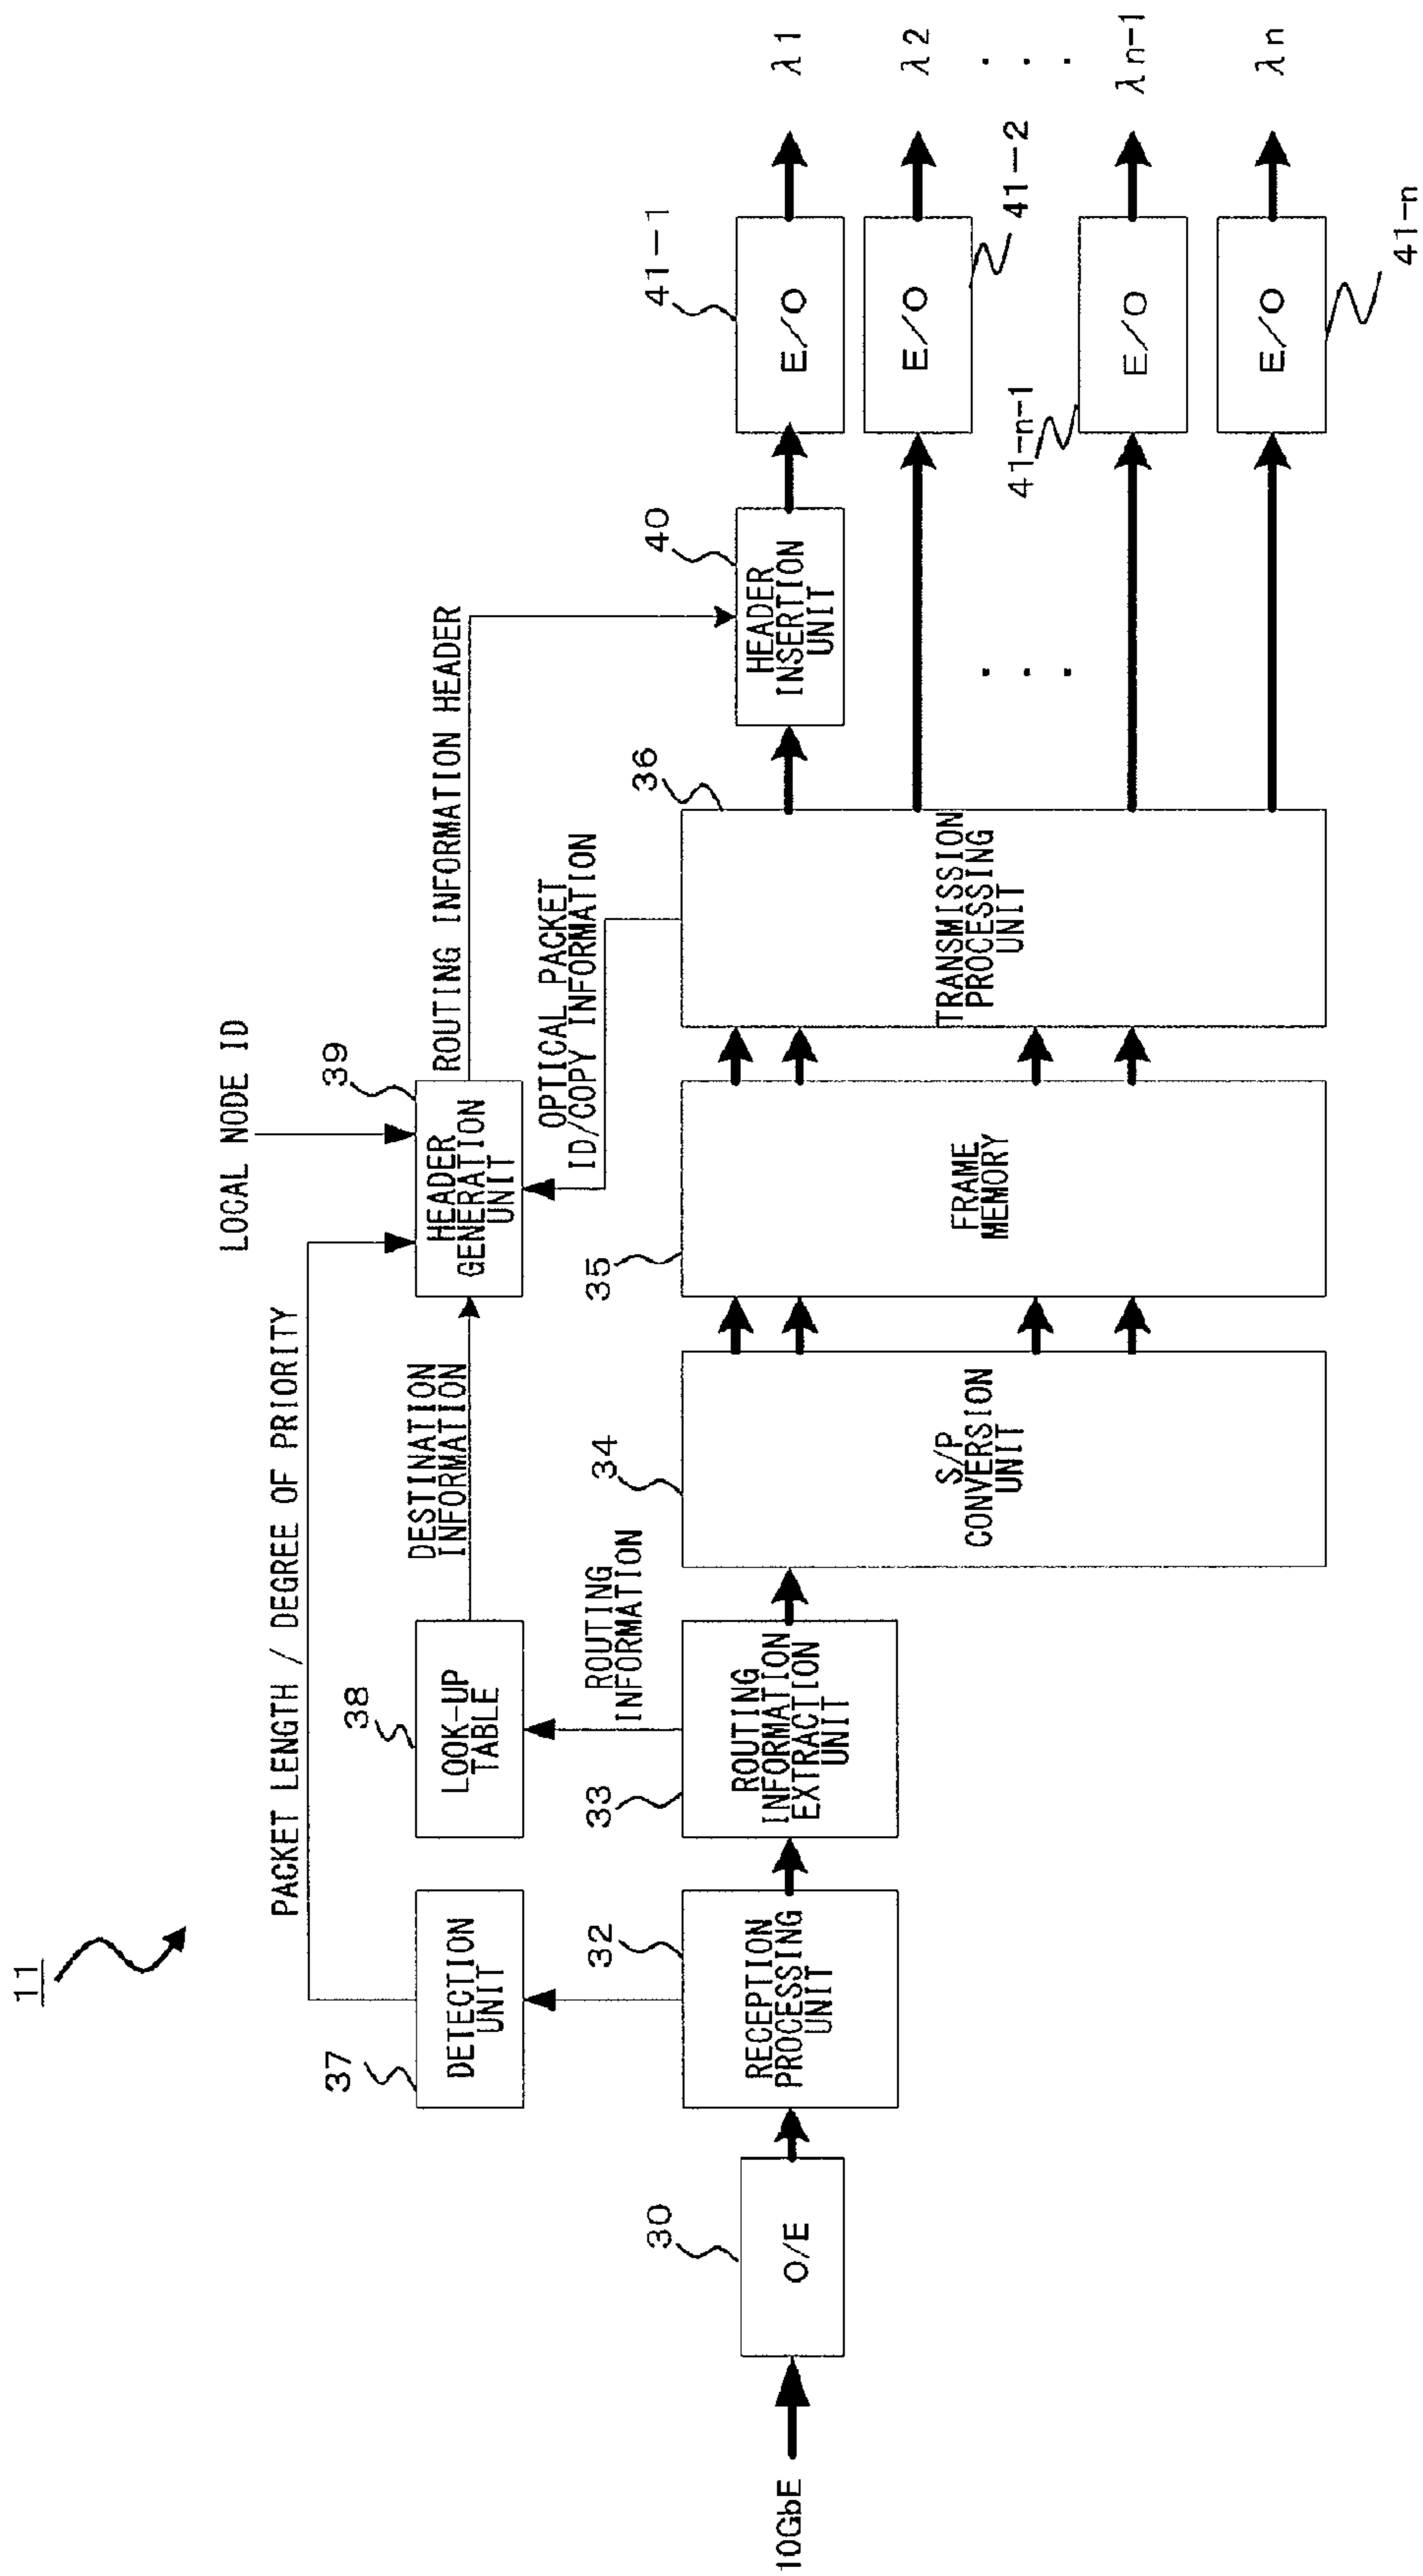 11
LOCAL NODE ID
PACKET LENGTH / DEGREE OF PRIORITY
37
DETECTION
UNIT
38
LOOK-UP
TABLE
DESTINATION
INFORMATION
39
HEADER
GENERATION
UNIT
ROUTING INFORMATION HEADER
ROUTING
INFORMATION
OPTICAL PACKET
ID/COPY INFORMATION
10GbE
30
O/E
32
RECEPTION
PROCESSING
UNIT
33
ROUTING
INFORMATION
EXTRACTION
UNIT
34
S/P
CONVERSION
UNIT
35
FRAME
MEMORY
36
TRANSMISSION
PROCESSING
UNIT
40
HEADER
INSERTION
UNIT
· · ·
41-1
E/O
λ1
E/O
41-2
λ2
· · ·
41-n-1
E/O
λn-1
E/O
41-n
λn